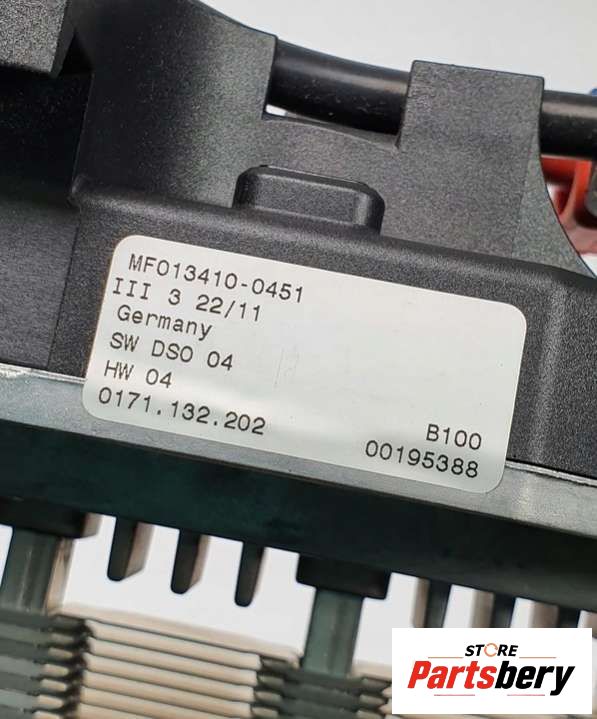 MF013410-0451
III 3 22/11
Germany
SW DSO 04
HW 04
0171.132.202
B100
00195388
STORE
Partsbery